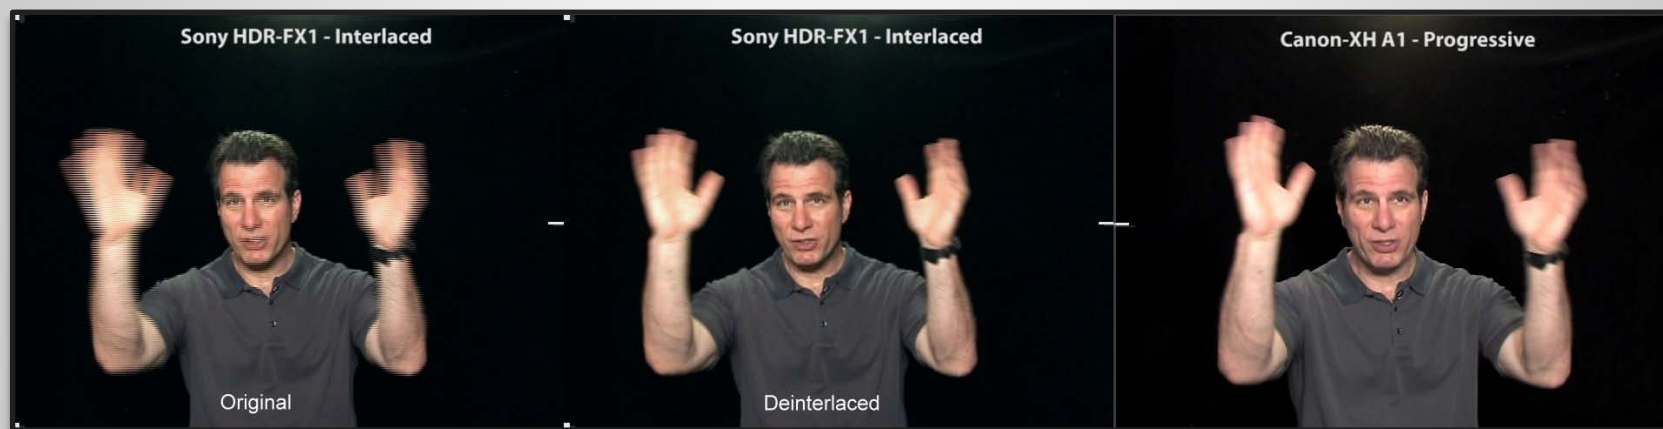 Sony HDR-FX1 - Interlaced
Sony HDR-FX1 - Interlaced
Canon-XH A1 - Progressive
Original
Deinterlaced